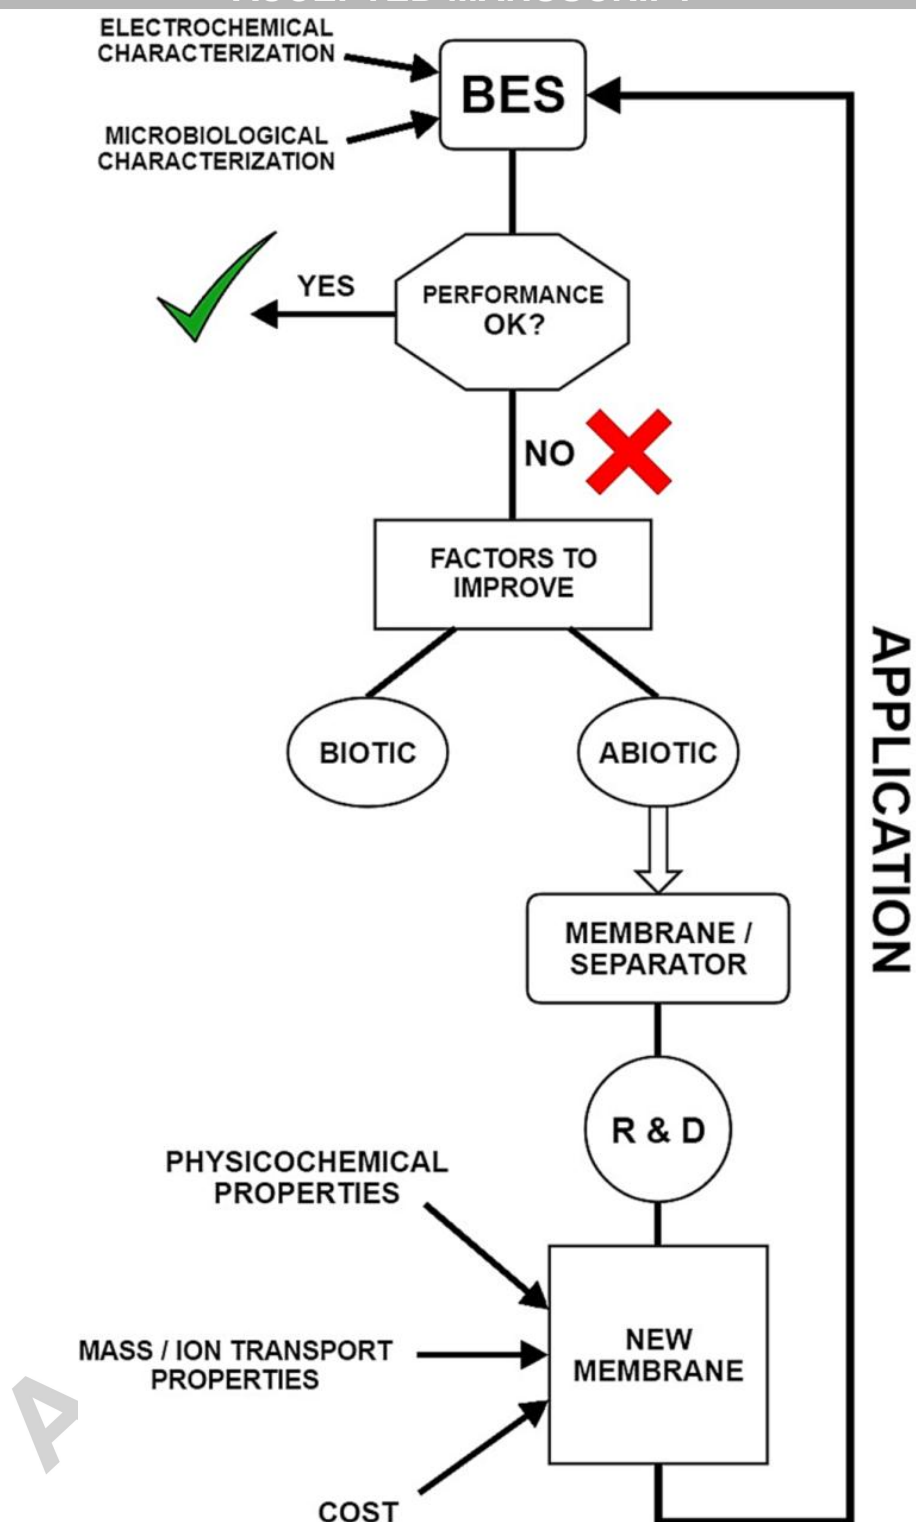 ELECTROCHEMICAL
CHARACTERIZATION
BES
MICROBIOLOGICAL
CHARACTERIZATION
YES
PERFORMANCE
OK?
NO
FACTORS TO
IMPROVE
BIOTIC
ABIOTIC
APPLICATION
MEMBRANE /
SEPARATOR
R & D
PHYSICOCHEMICAL
PROPERTIES
NEW
MEMBRANE
MASS / ION TRANSPORT
PROPERTIES
COST
A